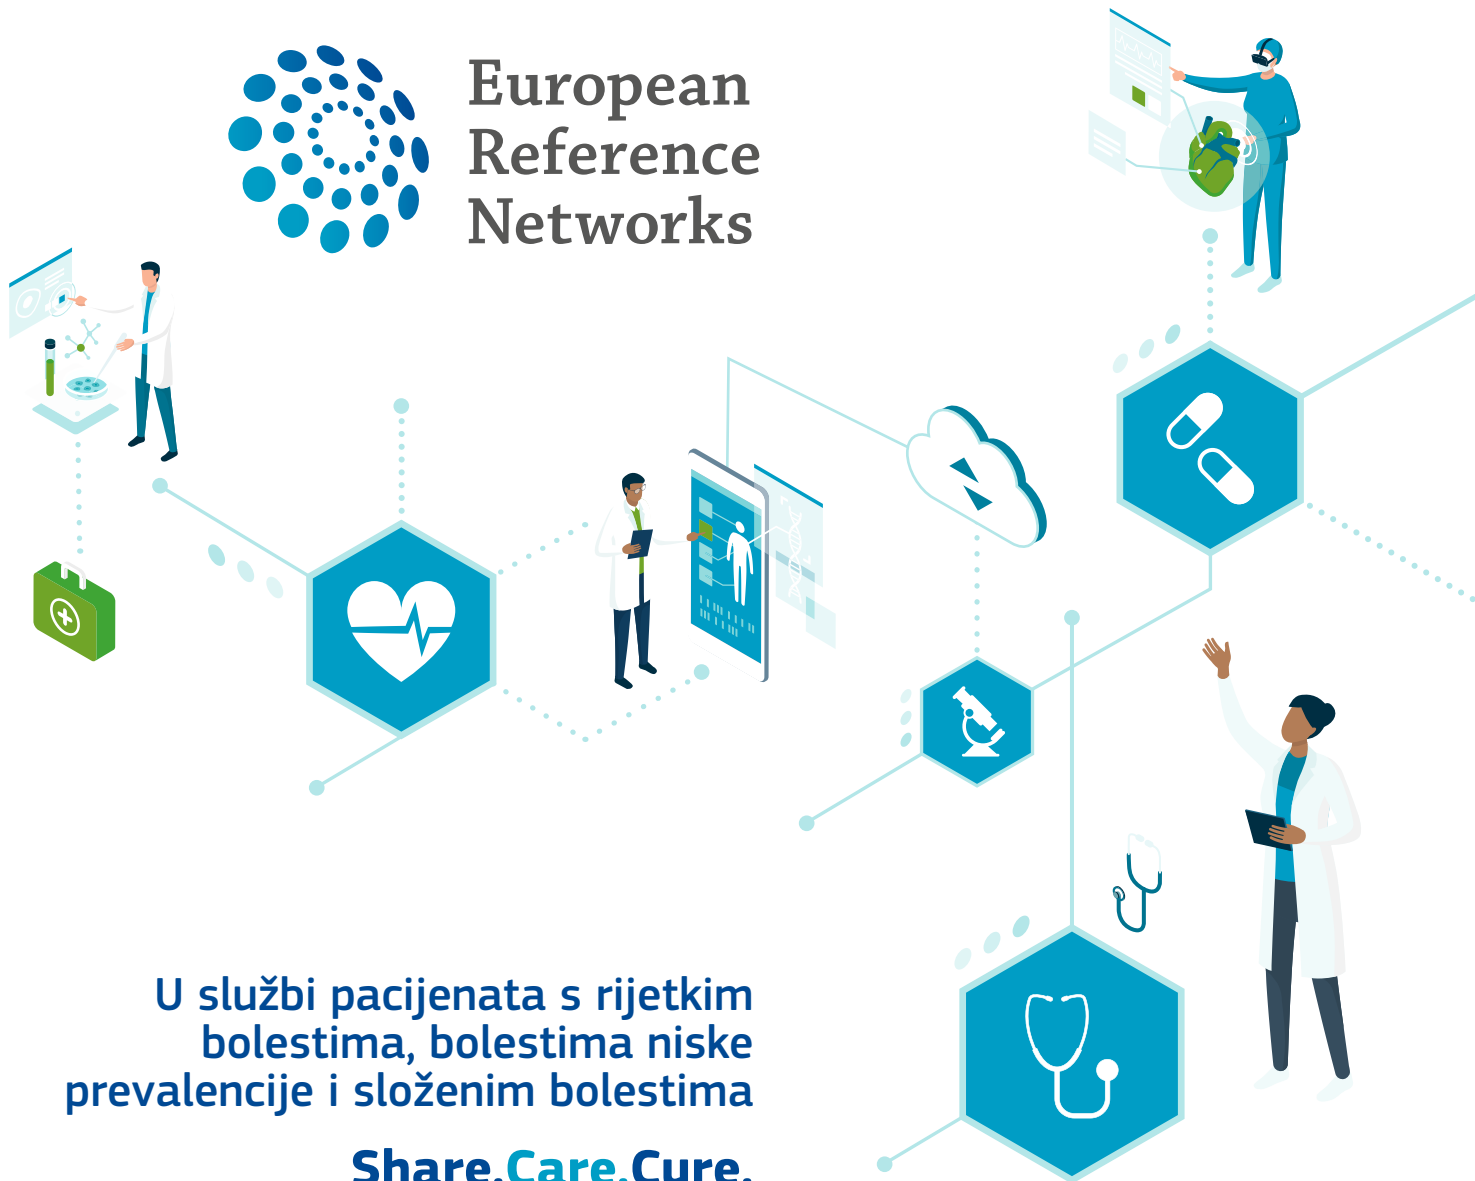 European
Reference
Networks
U službi pacijenata s rijetkim
bolestima, bolestima niske
prevalencije i složenim bolestima
Share.Care.Cure.